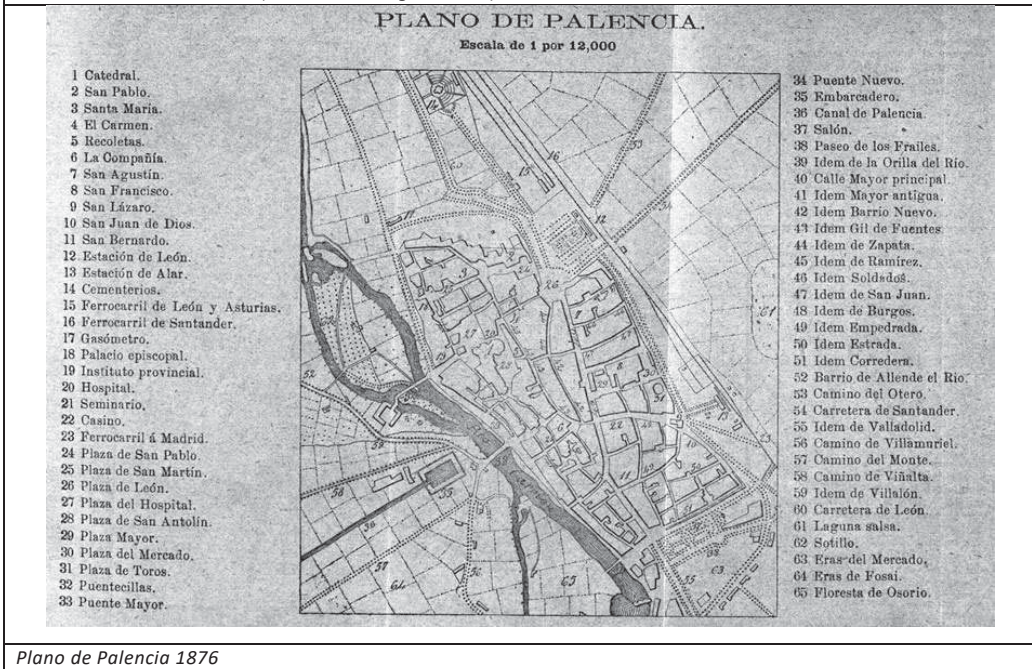 PLANO DE PALENCIA.
Escala de 1 por 12,000
1 Catedral.
2 San Pablo.
3 Santa María.
4 El Carmen.
5 Recoletas.
6 La Compañía.
7 San Agustín.
8 San Francisco.
9 San Lázaro.
10 San Juan de Dios.
11 San Bernardo.
12 Estación de León.
13 Estación de Alar.
14 Cementerios.
15 Ferrocarril de León y Asturias.
16 Ferrocarril de Santander.
17 Gasómetro.
18 Palacio episcopal.
19 Instituto provincial.
20 Hospital.
21 Seminario.
22 Casino.
23 Ferrocarril á Madrid.
24 Plaza de San Pablo.
25 Plaza de San Martín.
26 Plaza de León.
27 Plaza del Hospital.
28 Plaza de San Antolín.
29 Plaza Mayor.
30 Plaza del Mercado.
31 Plaza de Toros.
32 Puentecillas.
33 Puente Mayor.
34 Puente Nuevo.
35 Embarcadero.
36 Canal de Palencia.
37 Salón.
38 Paseo de los Frailes.
39 Idem de la Orilla del Río.
40 Calle Mayor principal.
41 Idem Mayor antigua.
42 Idem Barrio Nuevo.
43 Idem Gil de Fuentes
44 Idem de Zapata.
45 Idem de Ramírez.
46 Idem Soldados.
47 Idem de San Juan.
48 Idem de Burgos.
49 Idem Empedrada.
50 Idem Estrada.
51 Idem Corredera.
52 Barrio de Allende el Río.
53 Camino del Otero.
54 Carretera de Santander.
55 Idem de Valladolid.
56 Camino de Villamuriel.
57 Camino del Monte.
58 Camino de Viñalta.
59 Idem de Villalón.
60 Carretera de León.
61 Laguna salsa.
62 Sotillo.
63 Eras del Mercado.
64 Eras de Fosai.
65 Floresta de Osorio.
Plano de Palencia 1876